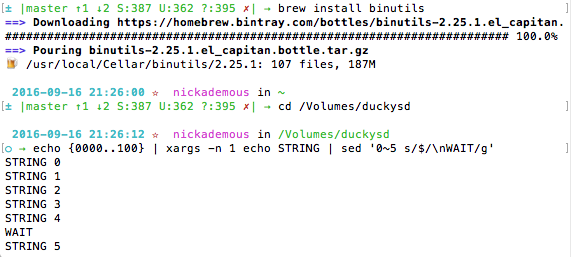 [± |master ↑1 ↓2 S:387 U:362 ?:395 ✗| → brew install binutils ]
==> Downloading https://homebrew.bintray.com/bottles/binutils-2.25.1.el_capitan.
######################################################################## 100.0%
==> Pouring binutils-2.25.1.el_capitan.bottle.tar.gz
🍺 /usr/local/Cellar/binutils/2.25.1: 107 files, 187M
2016-09-16 21:26:00 ☆ nickademous in ~
[± |master ↑1 ↓2 S:387 U:362 ?:395 ✗| → cd /Volumes/duckysd ]
2016-09-16 21:26:12 ☆ nickademous in /Volumes/duckysd
[○ → echo {0000..100} | xargs -n 1 echo STRING | sed '0~5 s/$/\nWAIT/g' ]
STRING 0
STRING 1
STRING 2
STRING 3
STRING 4
WAIT
STRING 5